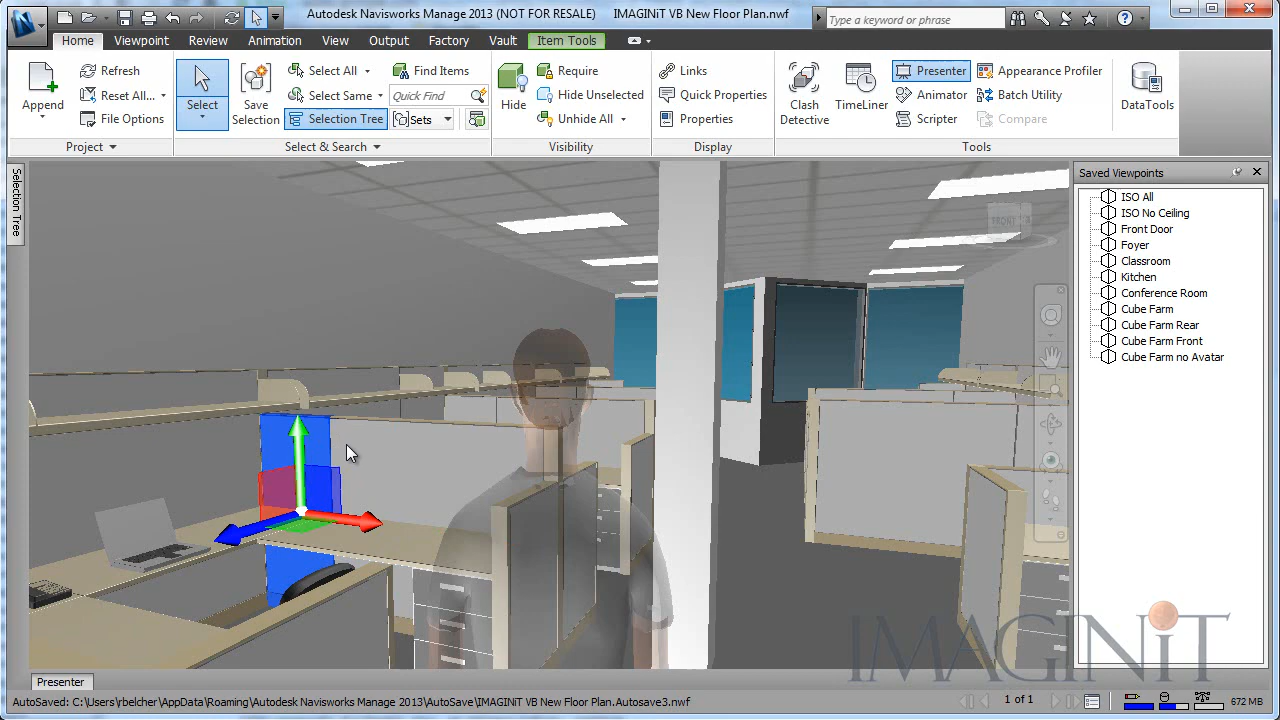 Autodesk Navisworks Manage 2013 (NOT FOR RESALE) IMAGINiT VB New Floor Plan.nwf
Type a keyword or phrase
Home Viewpoint Review Animation View Output Factory Vault Item Tools
Append
Refresh
Reset All...
File Options
Project
Select
Save Selection
Select All
Select Same
Selection Tree
Find Items
Quick Find
Sets
Select & Search
Hide
Require
Hide Unselected
Unhide All
Visibility
Links
Quick Properties
Properties
Display
Clash Detective
TimeLiner
Presenter
Animator
Scripter
Appearance Profiler
Batch Utility
Compare
DataTools
Tools
Selection Tree
FRONT
Saved Viewpoints
ISO All
ISO No Ceiling
Front Door
Foyer
Classroom
Kitchen
Conference Room
Cube Farm
Cube Farm Rear
Cube Farm Front
Cube Farm no Avatar
IMAGINiT
Presenter
AutoSaved: C:\Users\rbelcher\AppData\Roaming\Autodesk Navisworks Manage 2013\AutoSave\IMAGINiT VB New Floor Plan.Autosave3.nwf
1 of 1
672 MB